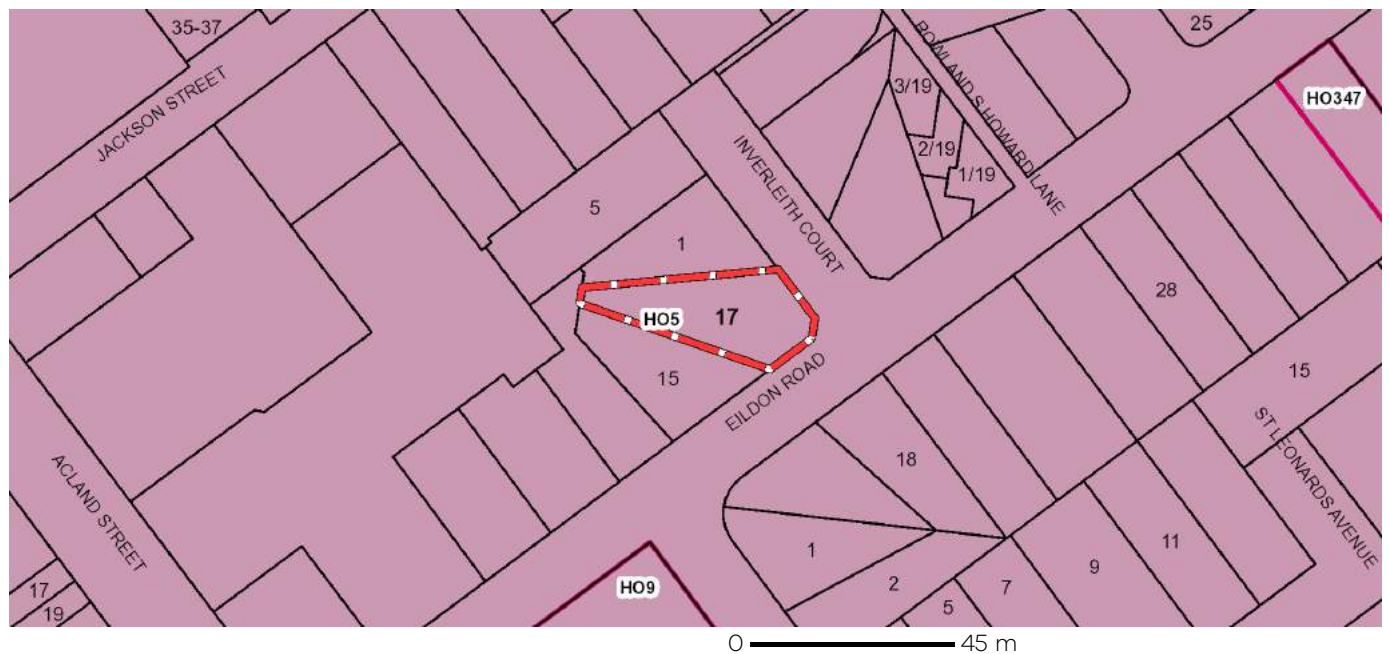 35-37
25
JACKSON STREET
ROWLAND S HOWARD LANE
3/19
HO347
2/19
1/19
INVERLEITH COURT
5
1
28
HO5
17
15
15
EILDON ROAD
ST LEONARDS AVENUE
18
ACLAND STREET
11
1
9
HO9
2
7
17
5
19
0
45 m